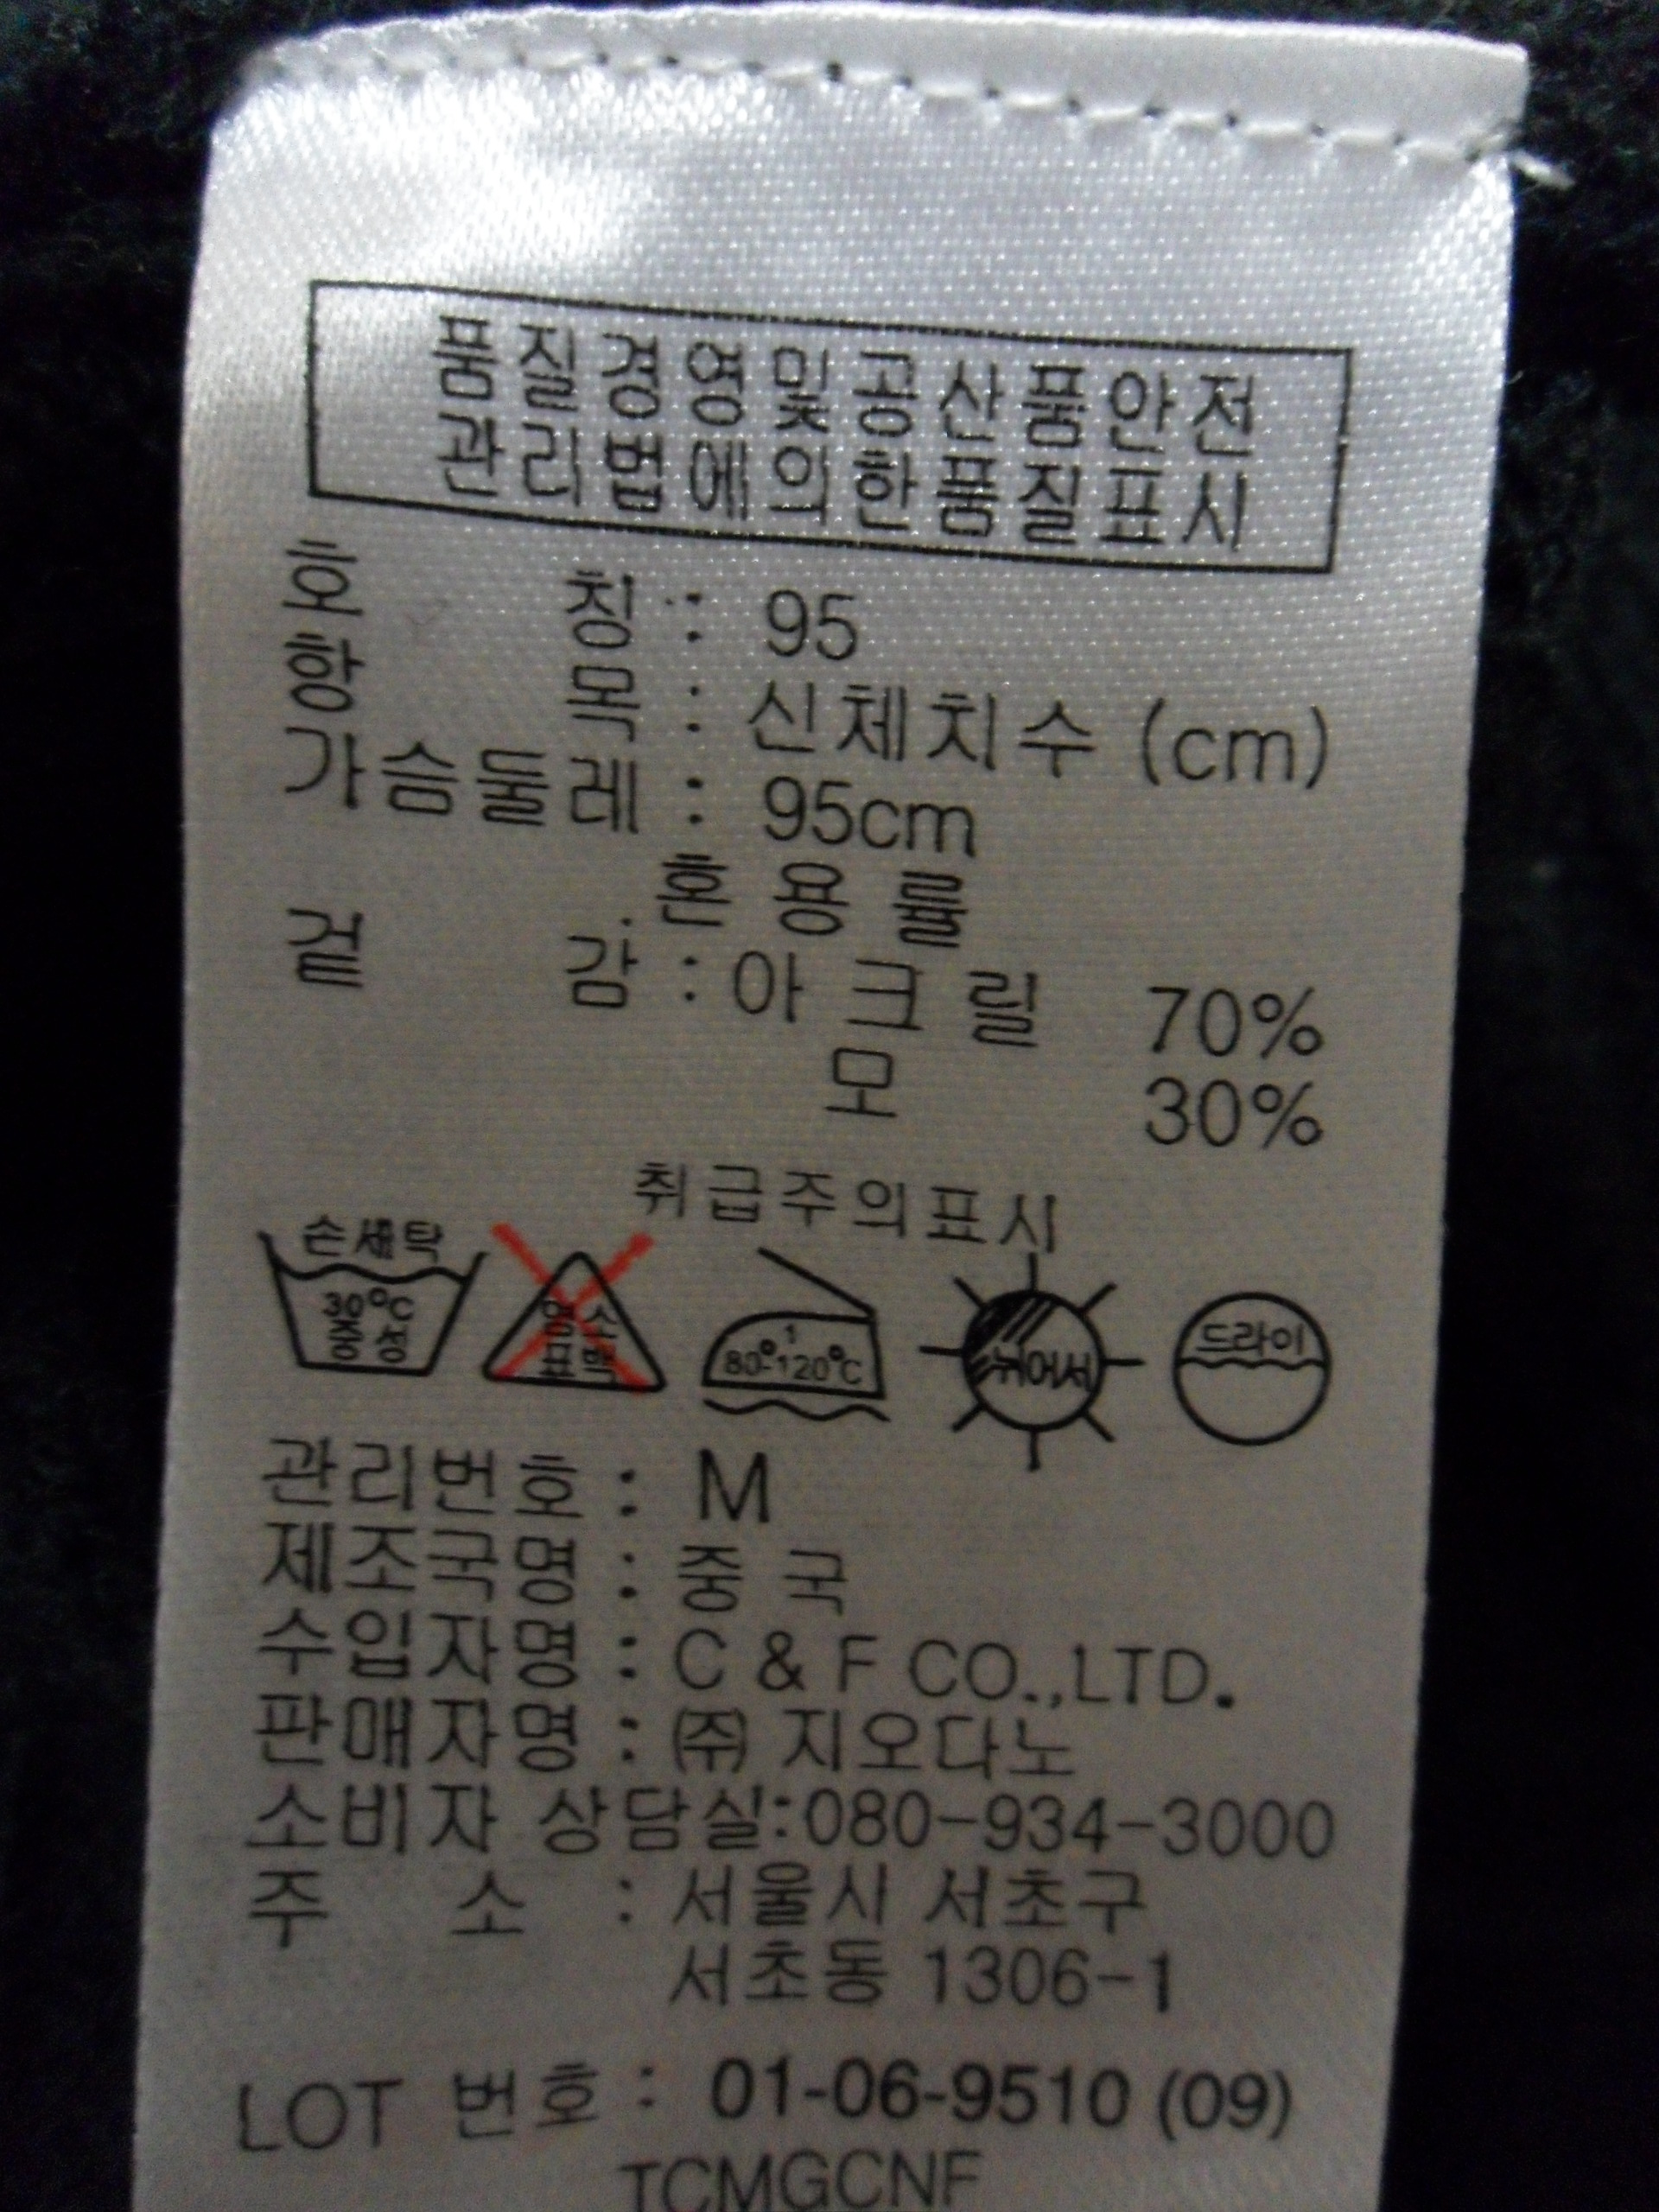 품질경영및공산품안전
관리법에의한품질표시
호 칭 : 95
항 목 : 신체치수 (cm)
가슴둘레 : 95cm
혼용률
겉 감 : 아크릴 70%
모 30%
취급주의표시
손세탁
30°C
중성
염소
표백
1
80°-120°C
뉘어서
드라이
관리번호 : M
제조국명 : 중국
수입자명 : C & F CO.,LTD.
판매자명 : ㈜ 지오다노
소비자 상담실:080-934-3000
주 소 : 서울시 서초구
서초동 1306-1
LOT 번호 : 01-06-9510 (09)
TCMGCNF